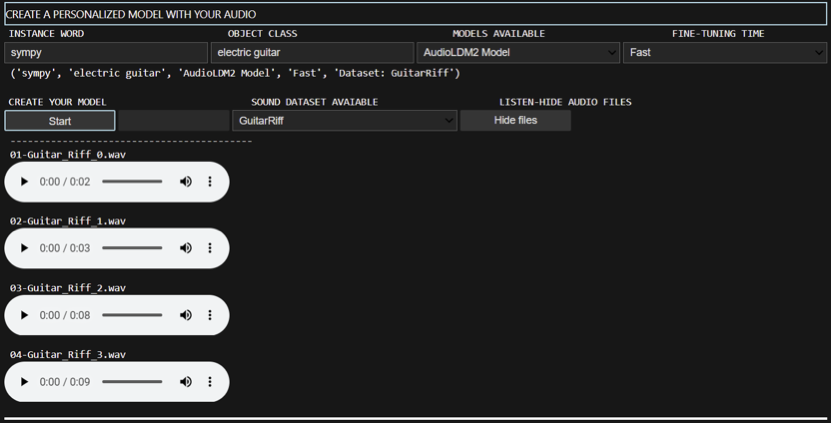 CREATE A PERSONALIZED MODEL WITH YOUR AUDIO
INSTANCE WORD OBJECT CLASS MODELS AVAILABLE FINE-TUNING TIME
sympy electric guitar AudioLDM2 Model Fast
('sympy', 'electric guitar', 'AudioLDM2 Model', 'Fast', 'Dataset: GuitarRiff')
CREATE YOUR MODEL SOUND DATASET AVAIABLE LISTEN-HIDE AUDIO FILES
Start GuitarRiff Hide files
-----------------------------------------
01-Guitar_Riff_0.wav
0:00 / 0:02
02-Guitar_Riff_1.wav
0:00 / 0:03
03-Guitar_Riff_2.wav
0:00 / 0:08
04-Guitar_Riff_3.wav
0:00 / 0:09